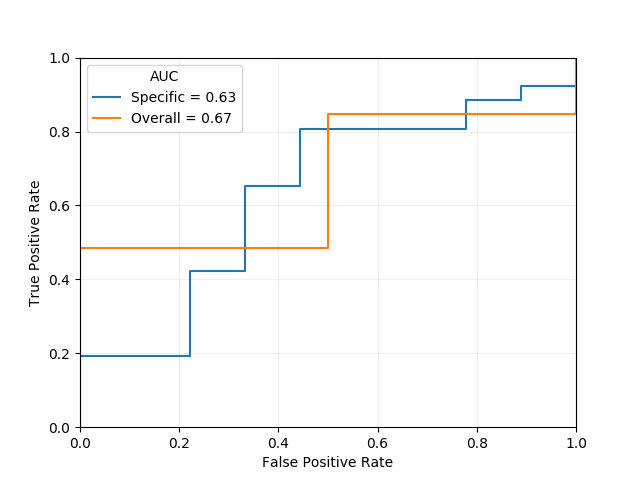 AUC
Specific = 0.63
Overall = 0.67
1.0
0.8
0.6
0.4
0.2
0.0
True Positive Rate
0.0 0.2 0.4 0.6 0.8 1.0
False Positive Rate